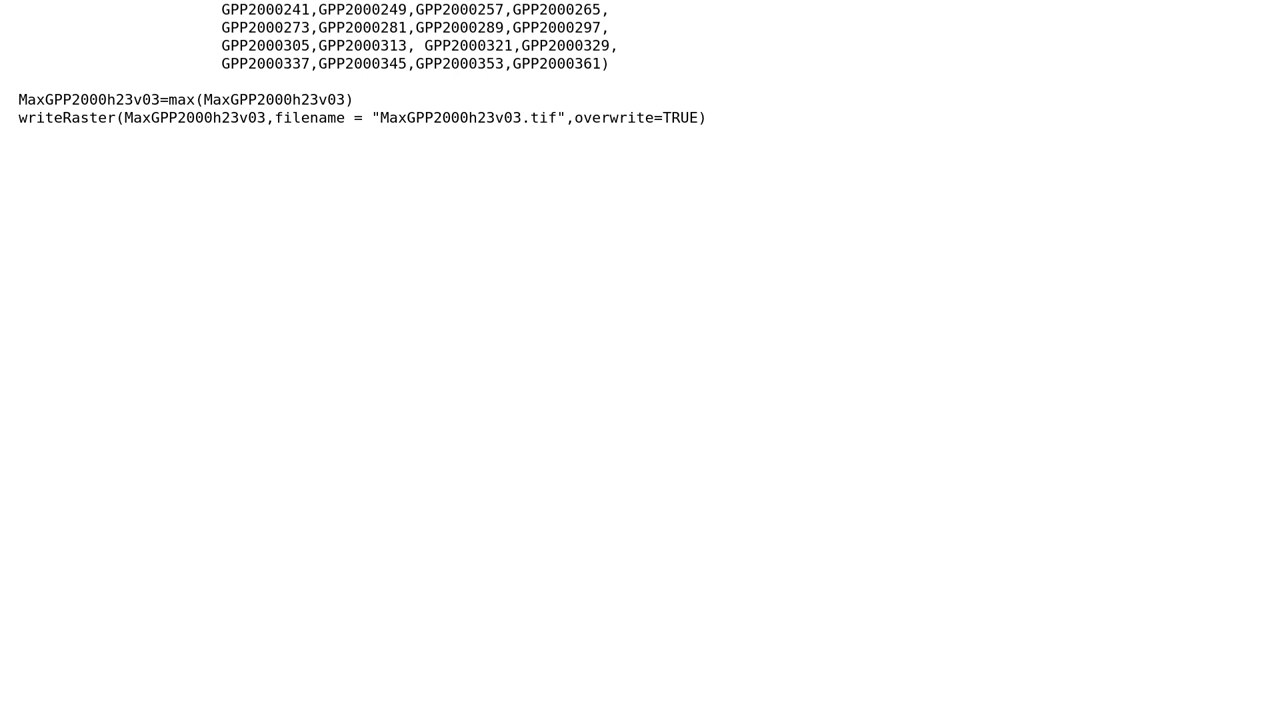 GPP2000241,GPP2000249,GPP2000257,GPP2000265,
GPP2000273,GPP2000281,GPP2000289,GPP2000297,
GPP2000305,GPP2000313, GPP2000321,GPP2000329,
GPP2000337,GPP2000345,GPP2000353,GPP2000361)
MaxGPP2000h23v03=max(MaxGPP2000h23v03)
writeRaster(MaxGPP2000h23v03,filename = "MaxGPP2000h23v03.tif",overwrite=TRUE)